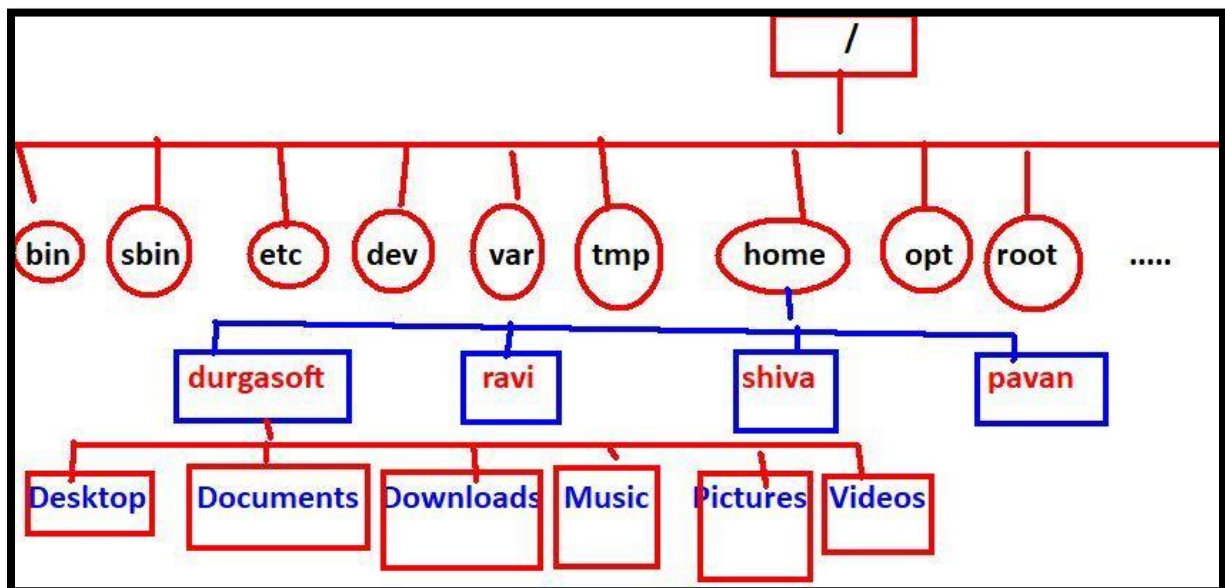 /
bin sbin etc dev var tmp home opt root .....
durgasoft ravi shiva pavan
Desktop Documents Downloads Music Pictures Videos